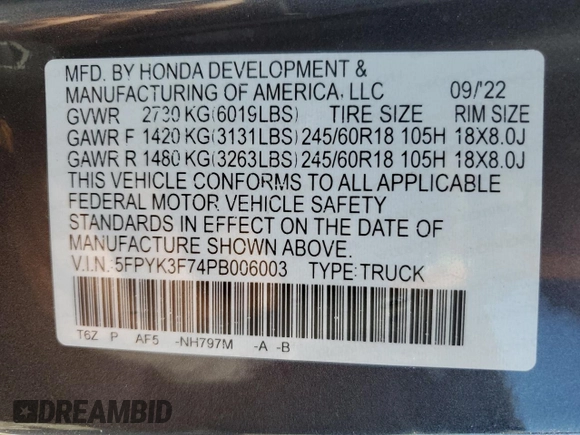 MFD. BY HONDA DEVELOPMENT &
MANUFACTURING OF AMERICA, LLC 09/'22
GVWR 2730 KG(6019LBS) TIRE SIZE RIM SIZE
GAWR F 1420 KG(3131LBS) 245/60R18 105H 18X8.0J
GAWR R 1480 KG(3263LBS) 245/60R18 105H 18X8.0J
THIS VEHICLE CONFORMS TO ALL APPLICABLE
FEDERAL MOTOR VEHICLE SAFETY
STANDARDS IN EFFECT ON THE DATE OF
MANUFACTURE SHOWN ABOVE.
V.I.N.:5FPYK3F74PB006003 TYPE:TRUCK
T6Z P AF5 -NH797M -A -B
DREAMBID